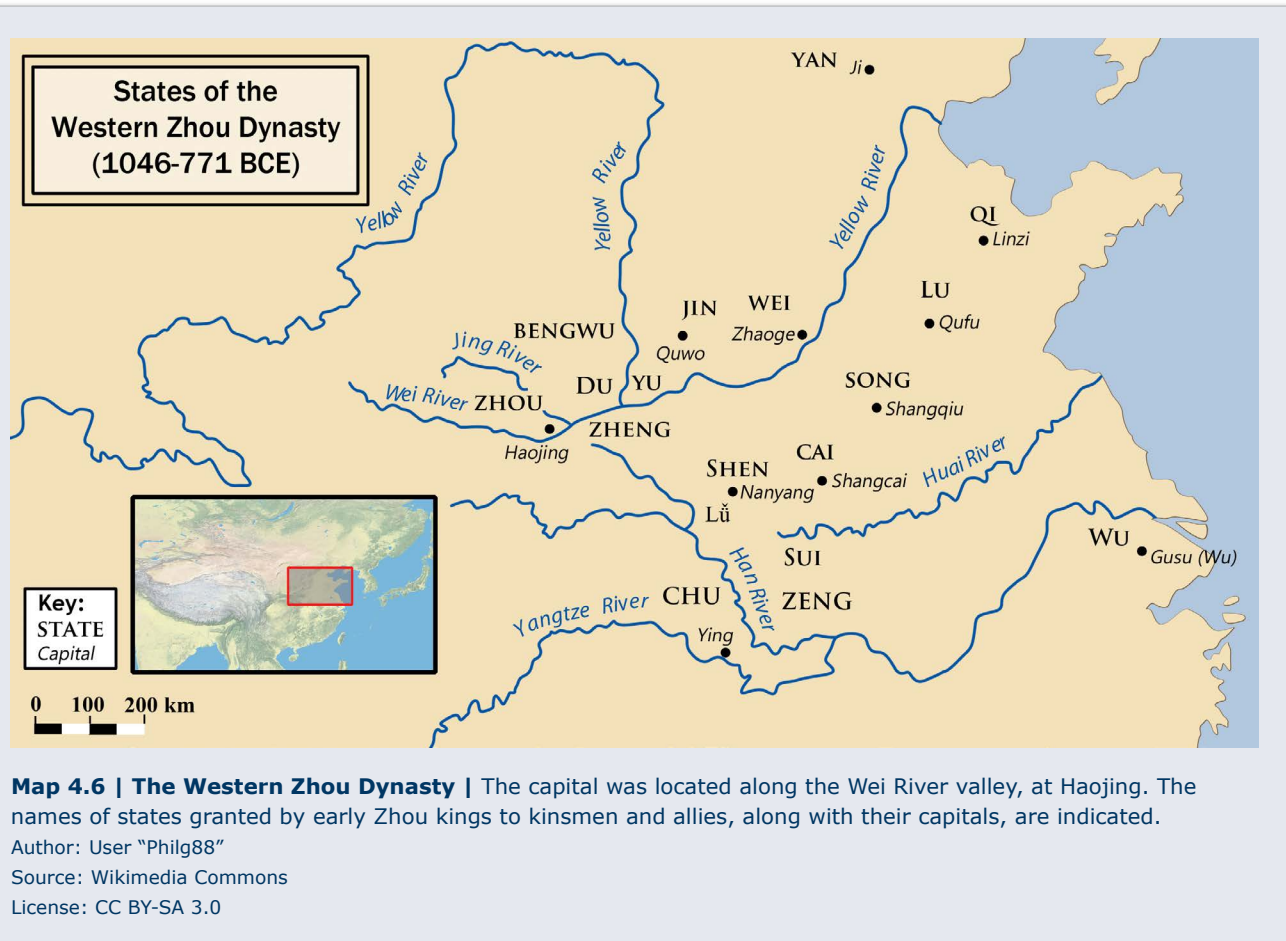 States of the
Western Zhou Dynasty
(1046-771 BCE)
YAN Ji
Yellow River
Yellow River
Yellow River
QI
Linzi
LU
Qufu
JIN
Quwo
WEI
Zhaoge
BENGWU
Jing River
DU
YU
SONG
Shangqiu
Wei River
ZHOU
Haojing
ZHENG
CAI
Shangcai
SHEN
Nanyang
Lǚ
Huai River
SUI
WU
Gusu (Wu)
Han River
CHU
ZENG
Yangtze River
Ying
Key:
STATE
Capital
0 100 200 km
Map 4.6 | The Western Zhou Dynasty | The capital was located along the Wei River valley, at Haojing. The
names of states granted by early Zhou kings to kinsmen and allies, along with their capitals, are indicated.
Author: User “Philg88”
Source: Wikimedia Commons
License: CC BY-SA 3.0